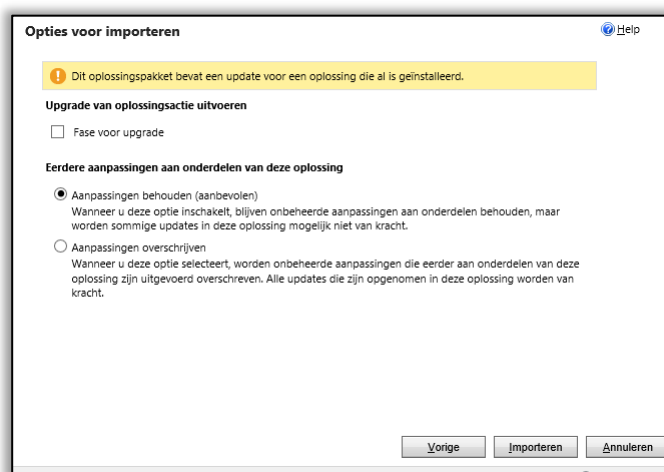 Opties voor importeren
Help
Dit oplossingspakket bevat een update voor een oplossing die al is geïnstalleerd.
Upgrade van oplossingsactie uitvoeren
Fase voor upgrade
Eerdere aanpassingen aan onderdelen van deze oplossing
Aanpassingen behouden (aanbevolen)
Wanneer u deze optie inschakelt, blijven onbeheerde aanpassingen aan onderdelen behouden, maar
worden sommige updates in deze oplossing mogelijk niet van kracht.
Aanpassingen overschrijven
Wanneer u deze optie selecteert, worden onbeheerde aanpassingen die eerder aan onderdelen van deze
oplossing zijn uitgevoerd overschreven. Alle updates die zijn opgenomen in deze oplossing worden van
kracht.
Vorige
Importeren
Annuleren